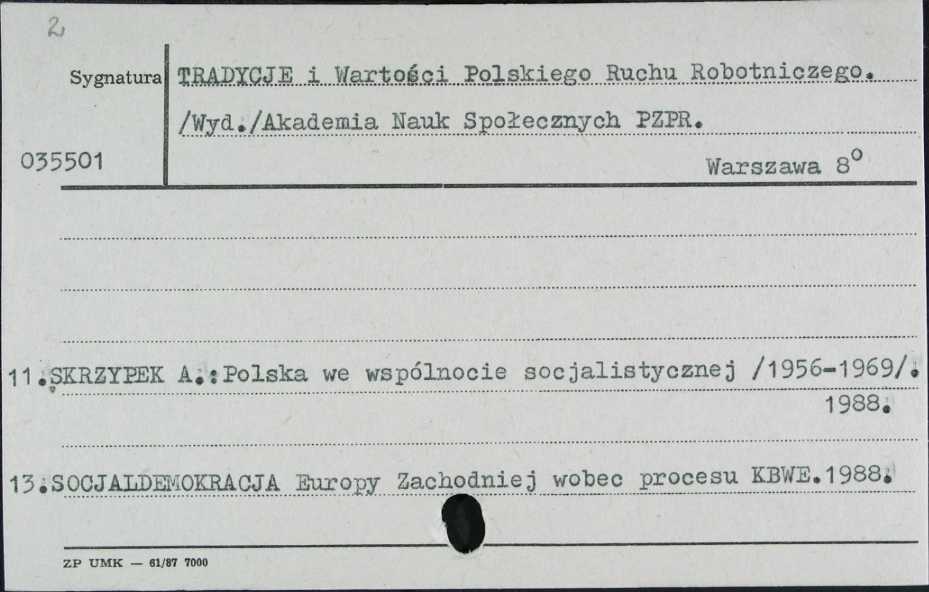 2
Sygnatura
TRADYCJE i Wartości Polskiego Ruchu Robotniczego.
/Wyd./Akademia Nauk Społecznych PZPR.
035501
Warszawa 8°
11.SKRZYPEK A.:Polska we wspólnocie socjalistycznej /1956-1969/.
1988.
13.SOCJALDEMOKRACJA Europy Zachodniej wobec procesu KBWE.1988.
ZP UMK — 61/87 7000